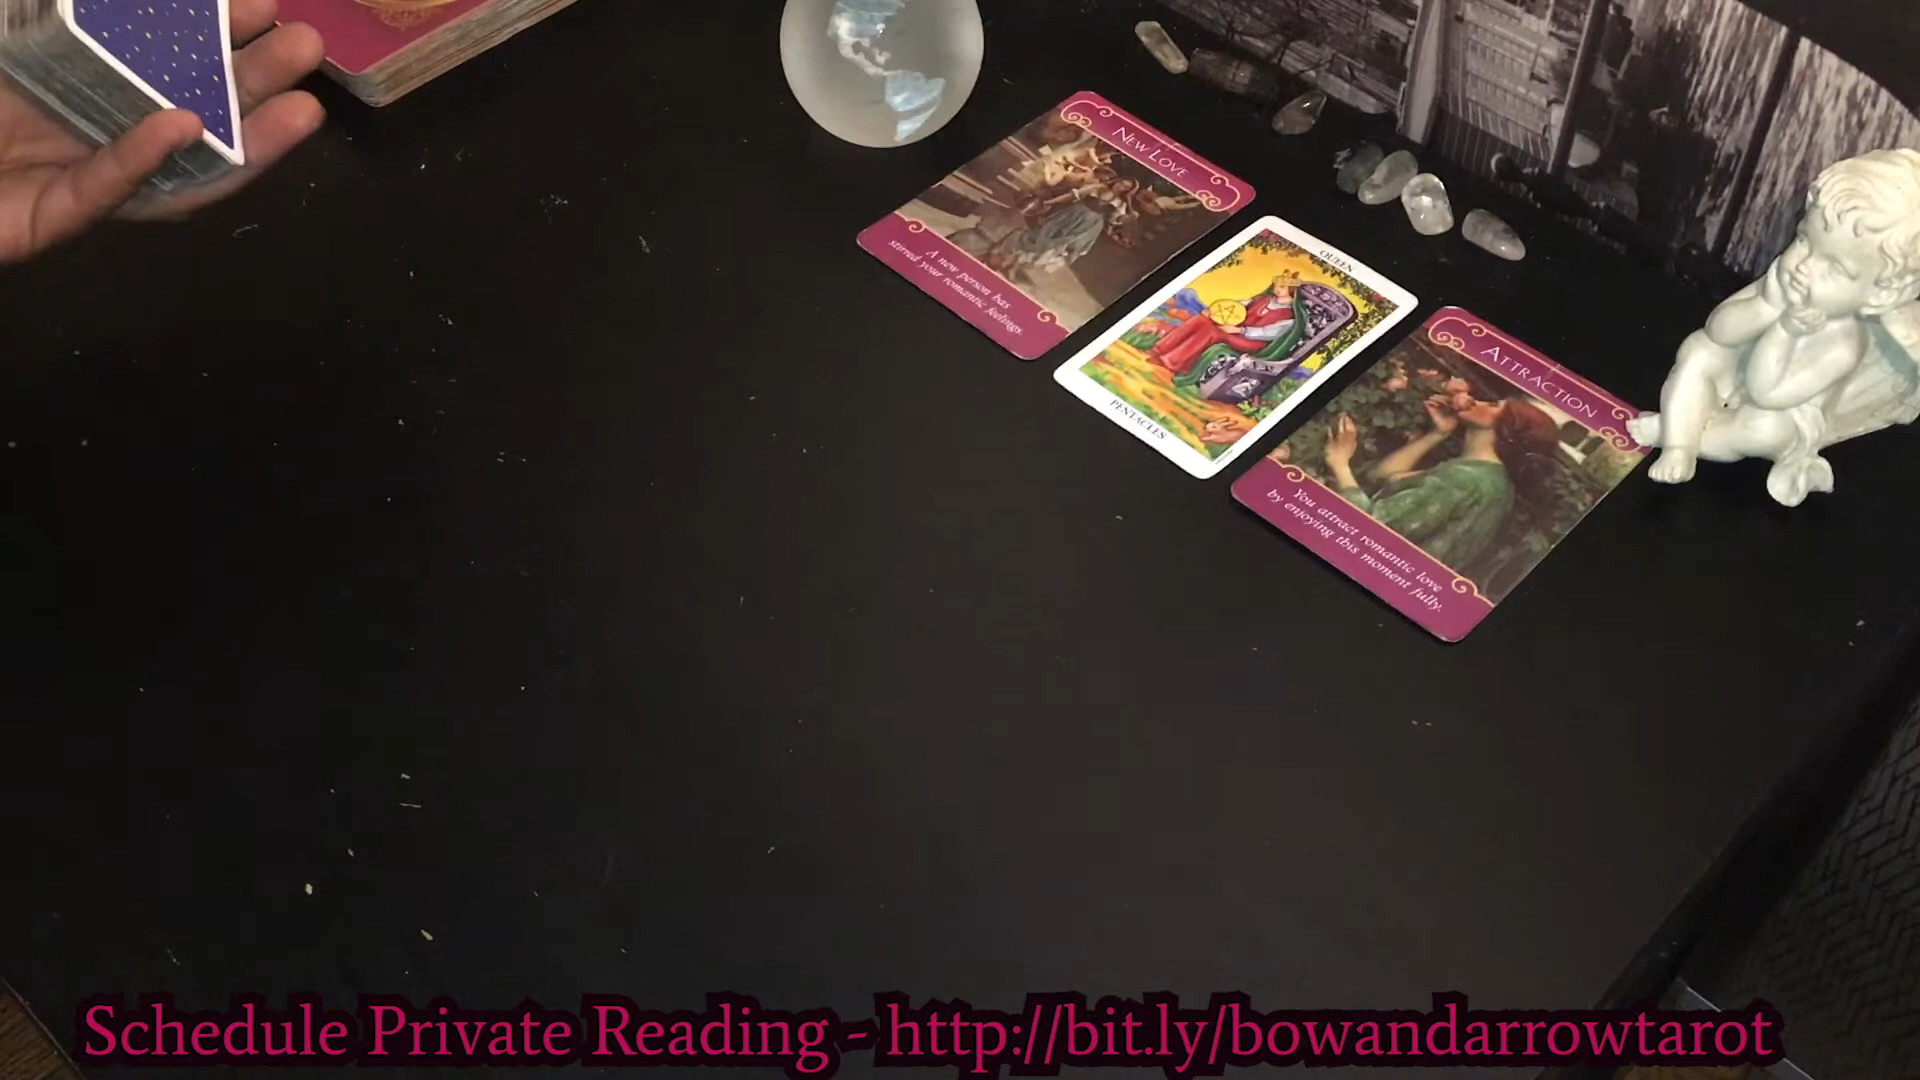 NEW LOVE
A new person has
stirred your romantic feelings.
QUEEN
PENTACLES
ATTRACTION
You attract romantic love
by enjoying this moment fully.
Schedule Private Reading - http://bit.ly/bowandarrowtarot